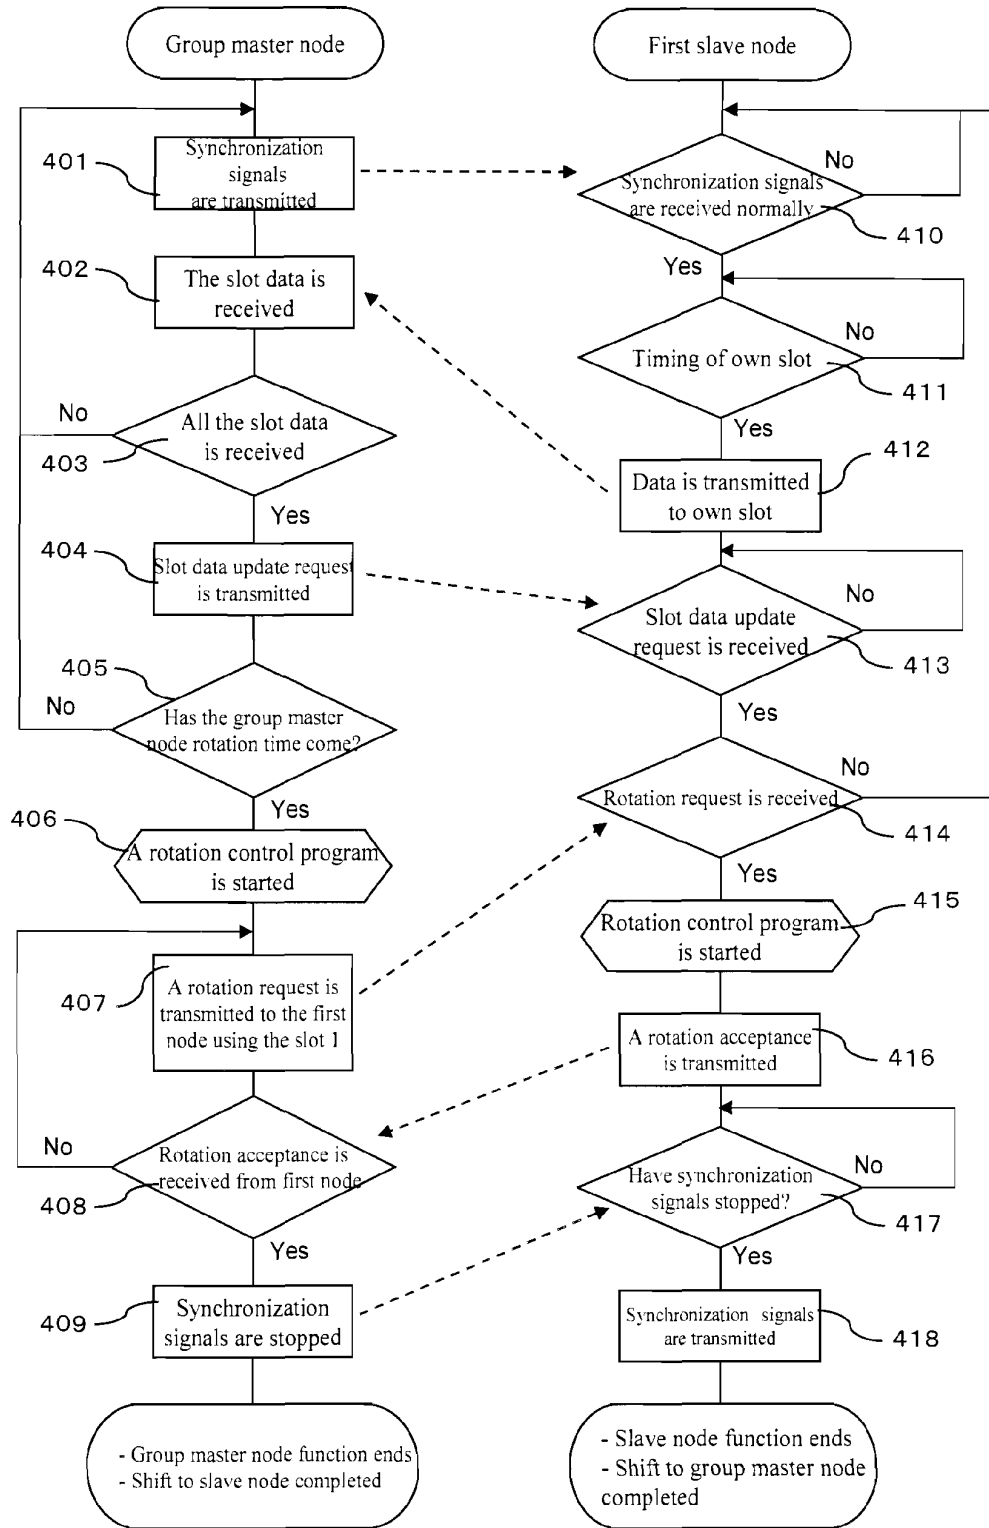 Group master node
401
Synchronization
signals
are transmitted
402
The slot data is
received
No
403
All the slot data
is received
Yes
404
Slot data update request
is transmitted
405
No
Has the group master
node rotation time come?
Yes
406
A rotation control program
is started
407
A rotation request is
transmitted to the first
node using the slot 1
No
408
Rotation acceptance is
received from first node
Yes
409
Synchronization
signals are stopped
- Group master node function ends
- Shift to slave node completed
First slave node
No
Synchronization signals
are received normally
410
Yes
No
Timing of own slot
411
Yes
412
Data is transmitted
to own slot
No
Slot data update
request is received
413
Yes
No
Rotation request is received
414
Yes
415
Rotation control program
is started
A rotation acceptance
is transmitted
416
No
Have synchronization
signals stopped?
417
Yes
Synchronization signals
are transmitted
418
- Slave node function ends
- Shift to group master node
completed